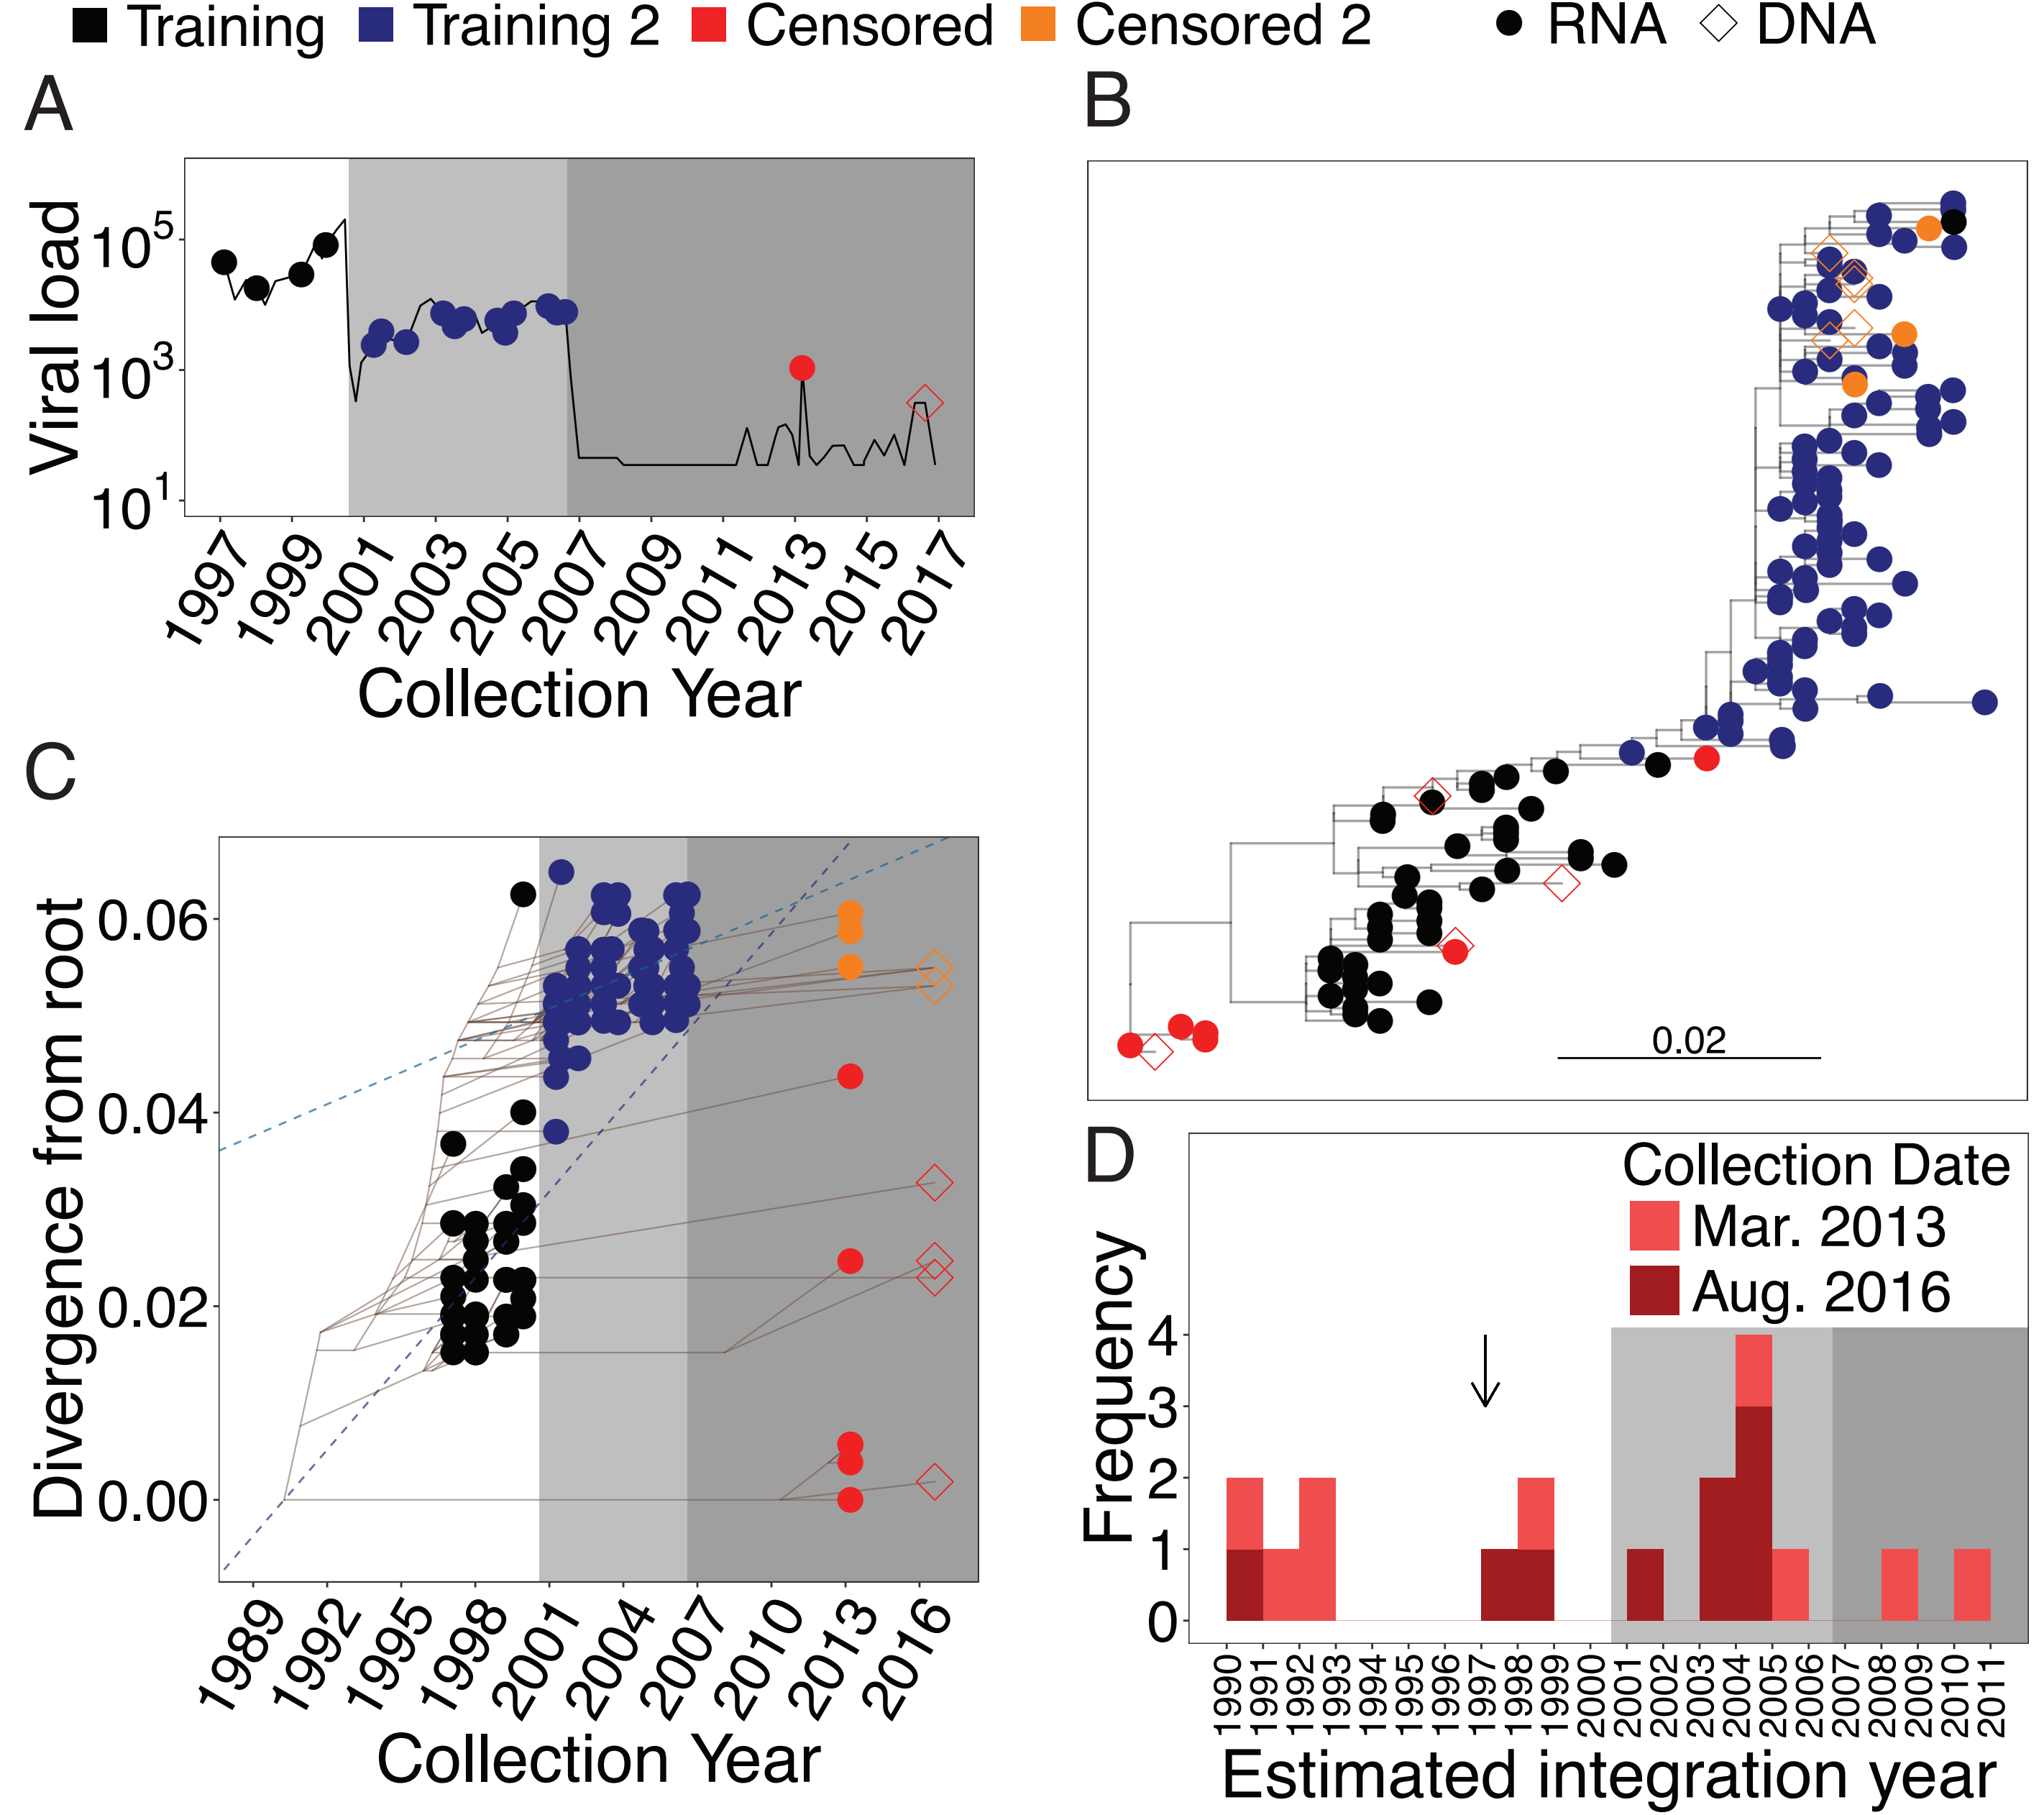 Training Training 2 Censored Censored 2 RNA DNA
A
Viral load
10^5
10^3
10^1
1997 1999 2001 2003 2005 2007 2009 2011 2013 2015 2017
Collection Year
B
0.02
C
Divergence from root
0.06
0.04
0.02
0.00
1989 1992 1995 1998 2001 2004 2007 2010 2013 2016
Collection Year
D
Collection Date
Mar. 2013
Aug. 2016
Frequency
4
3
2
1
0
1990 1991 1992 1993 1994 1995 1996 1997 1998 1999 2000 2001 2002 2003 2004 2005 2006 2007 2008 2009 2010 2011
Estimated integration year